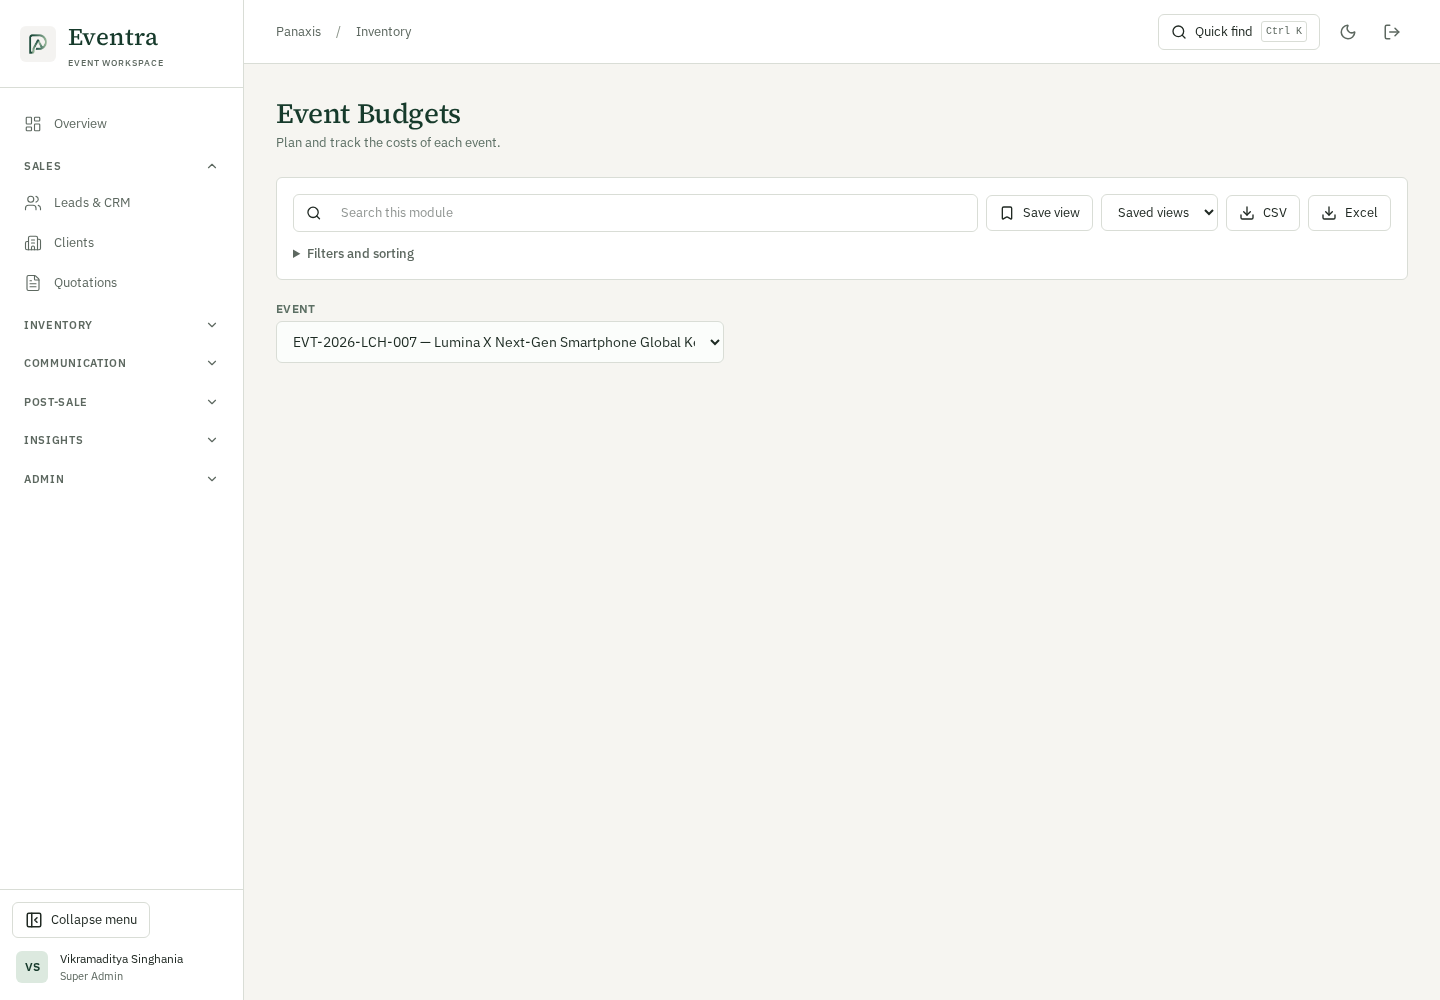 Eventra
EVENT WORKSPACE
Overview
SALES
Leads & CRM
Clients
Quotations
INVENTORY
COMMUNICATION
POST-SALE
INSIGHTS
ADMIN
Collapse menu
VS
Vikramaditya Singhania
Super Admin
Panaxis / Inventory
Quick find Ctrl K
Event Budgets
Plan and track the costs of each event.
Search this module
Save view
Saved views
CSV
Excel
Filters and sorting
EVENT
EVT-2026-LCH-007 — Lumina X Next-Gen Smartphone Global